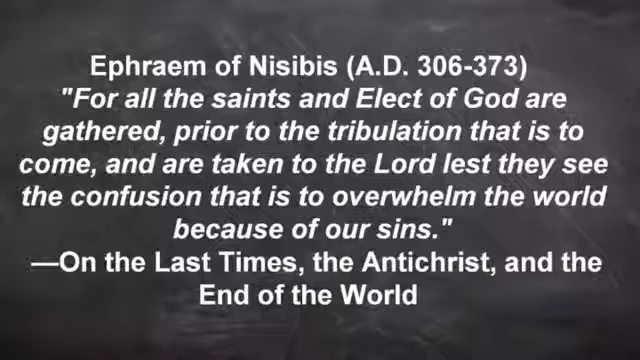 Ephraem of Nisibis (A.D. 306-373)
"For all the saints and Elect of God are
gathered, prior to the tribulation that is to
come, and are taken to the Lord lest they see
the confusion that is to overwhelm the world
because of our sins."
—On the Last Times, the Antichrist, and the
End of the World